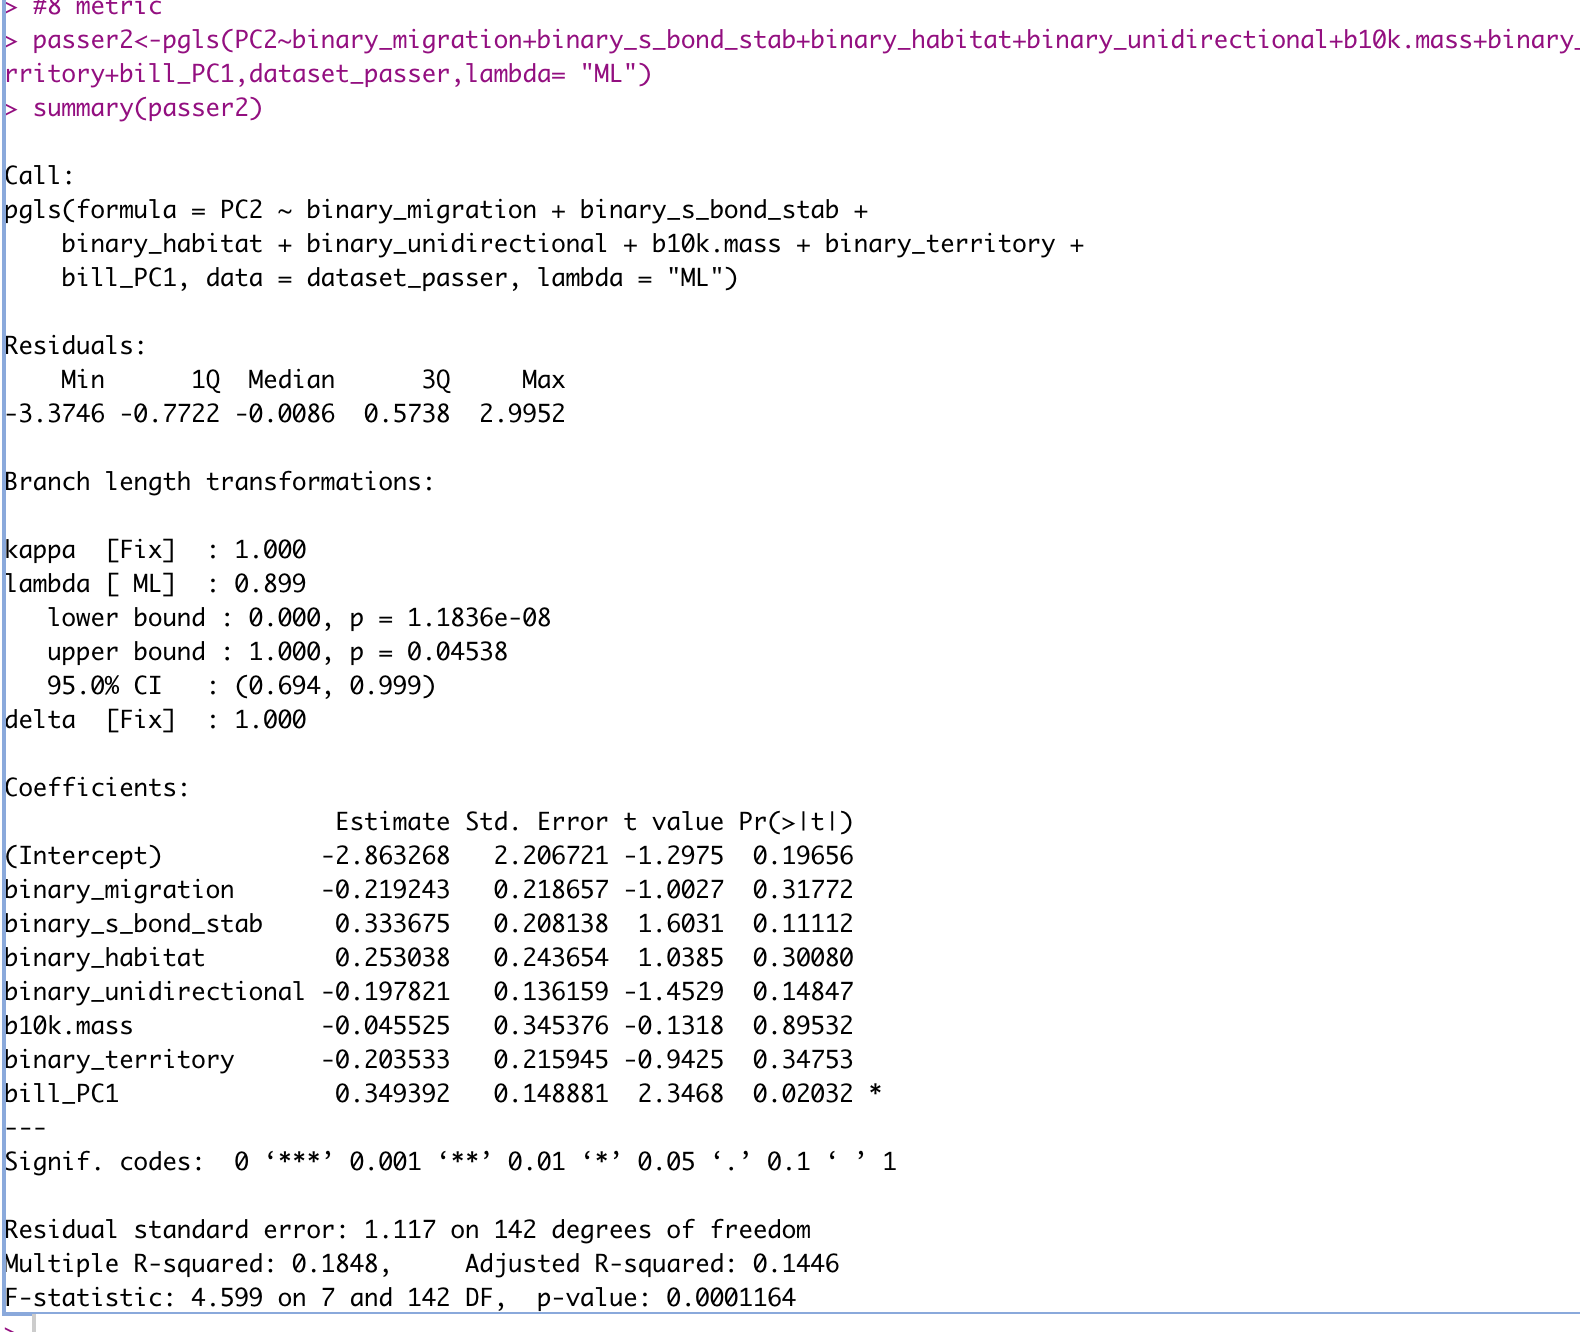 > #8 metric
> passer2<-pgls(PC2~binary_migration+binary_s_bond_stab+binary_habitat+binary_unidirectional+b10k.mass+binary_
rritory+bill_PC1,dataset_passer,lambda= "ML")
> summary(passer2)
Call:
pgls(formula = PC2 ~ binary_migration + binary_s_bond_stab +
    binary_habitat + binary_unidirectional + b10k.mass + binary_territory +
    bill_PC1, data = dataset_passer, lambda = "ML")
Residuals:
    Min      1Q  Median      3Q     Max
-3.3746 -0.7722 -0.0086  0.5738  2.9952
Branch length transformations:
kappa  [Fix]  : 1.000
lambda [ ML]  : 0.899
   lower bound : 0.000, p = 1.1836e-08
   upper bound : 1.000, p = 0.04538
   95.0% CI   : (0.694, 0.999)
delta  [Fix]  : 1.000
Coefficients:
                       Estimate Std. Error t value Pr(>|t|)
(Intercept)           -2.863268   2.206721 -1.2975  0.19656
binary_migration      -0.219243   0.218657 -1.0027  0.31772
binary_s_bond_stab     0.333675   0.208138  1.6031  0.11112
binary_habitat         0.253038   0.243654  1.0385  0.30080
binary_unidirectional -0.197821   0.136159 -1.4529  0.14847
b10k.mass             -0.045525   0.345376 -0.1318  0.89532
binary_territory      -0.203533   0.215945 -0.9425  0.34753
bill_PC1               0.349392   0.148881  2.3468  0.02032 *
---
Signif. codes:  0 ‘***’ 0.001 ‘**’ 0.01 ‘*’ 0.05 ‘.’ 0.1 ‘ ’ 1
Residual standard error: 1.117 on 142 degrees of freedom
Multiple R-squared: 0.1848,     Adjusted R-squared: 0.1446
F-statistic: 4.599 on 7 and 142 DF,  p-value: 0.0001164
>